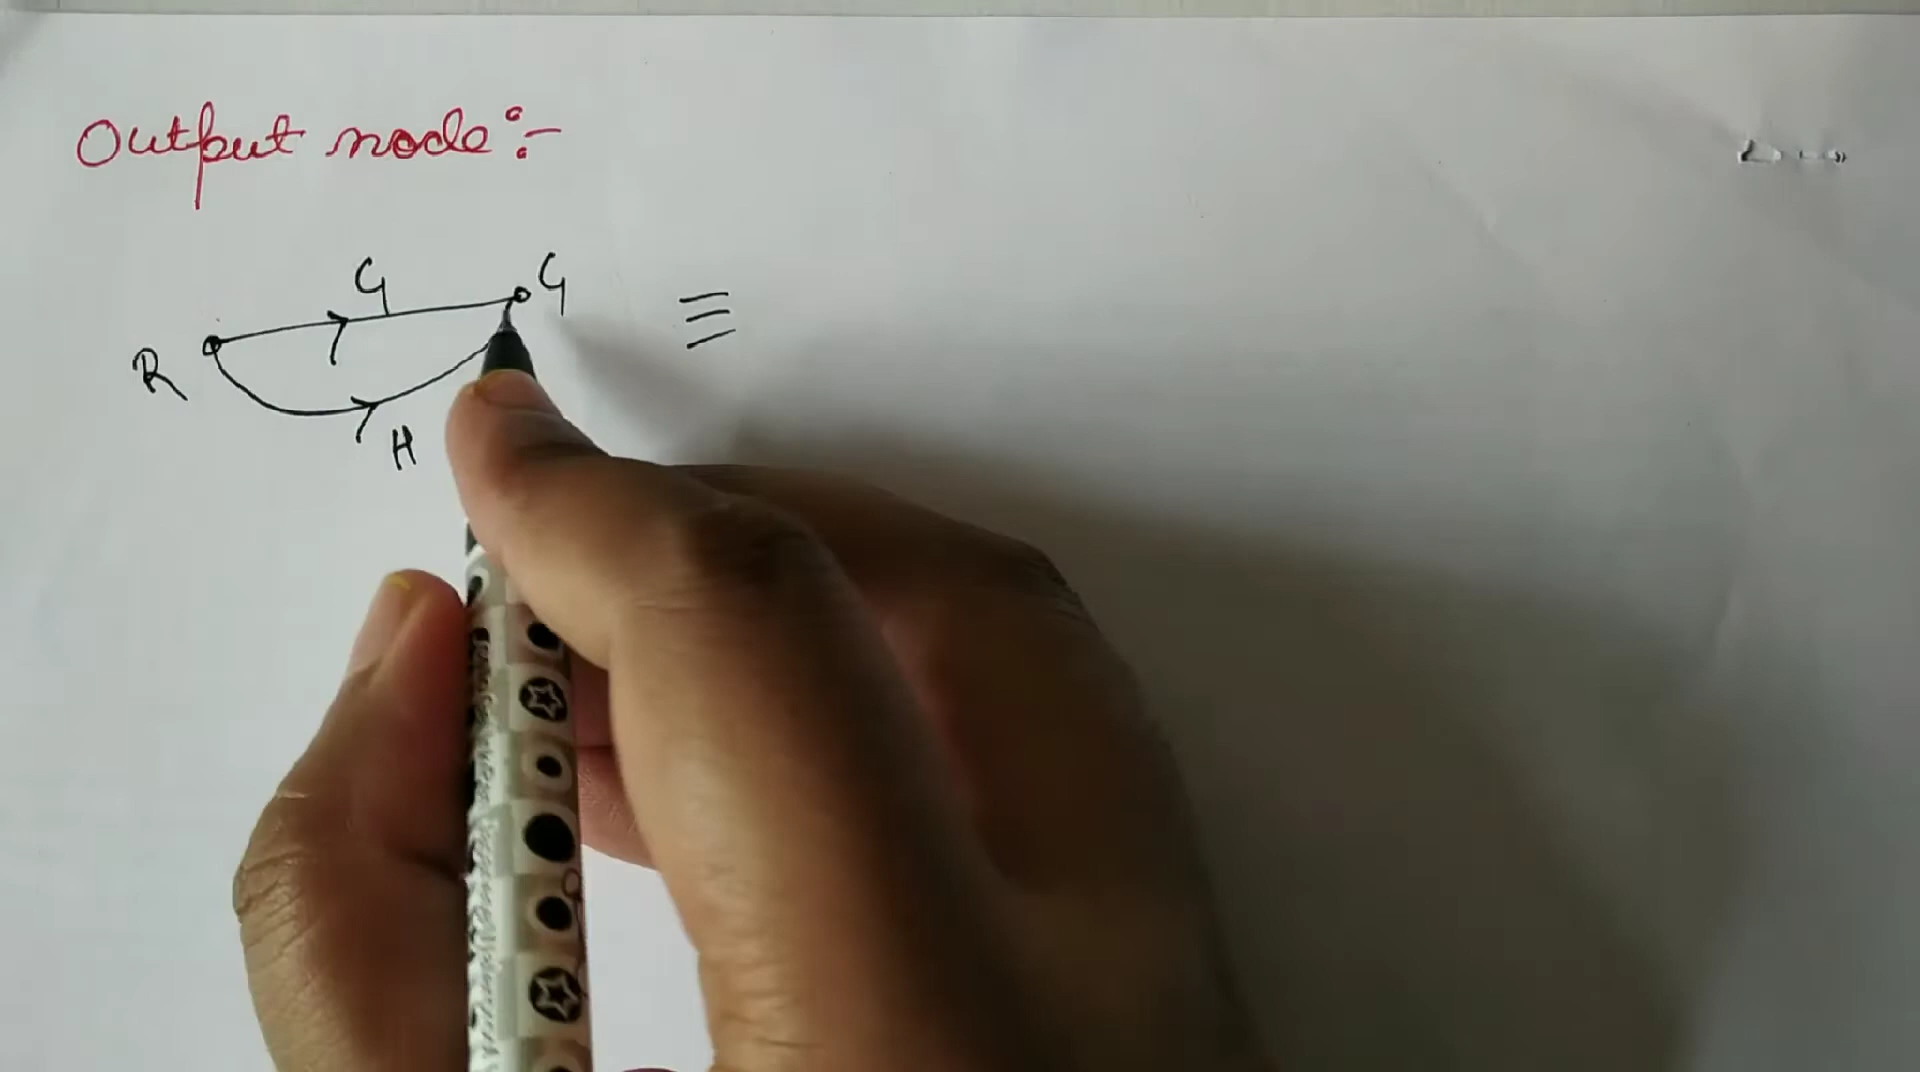 Output node:-
G
G
R
≡
H